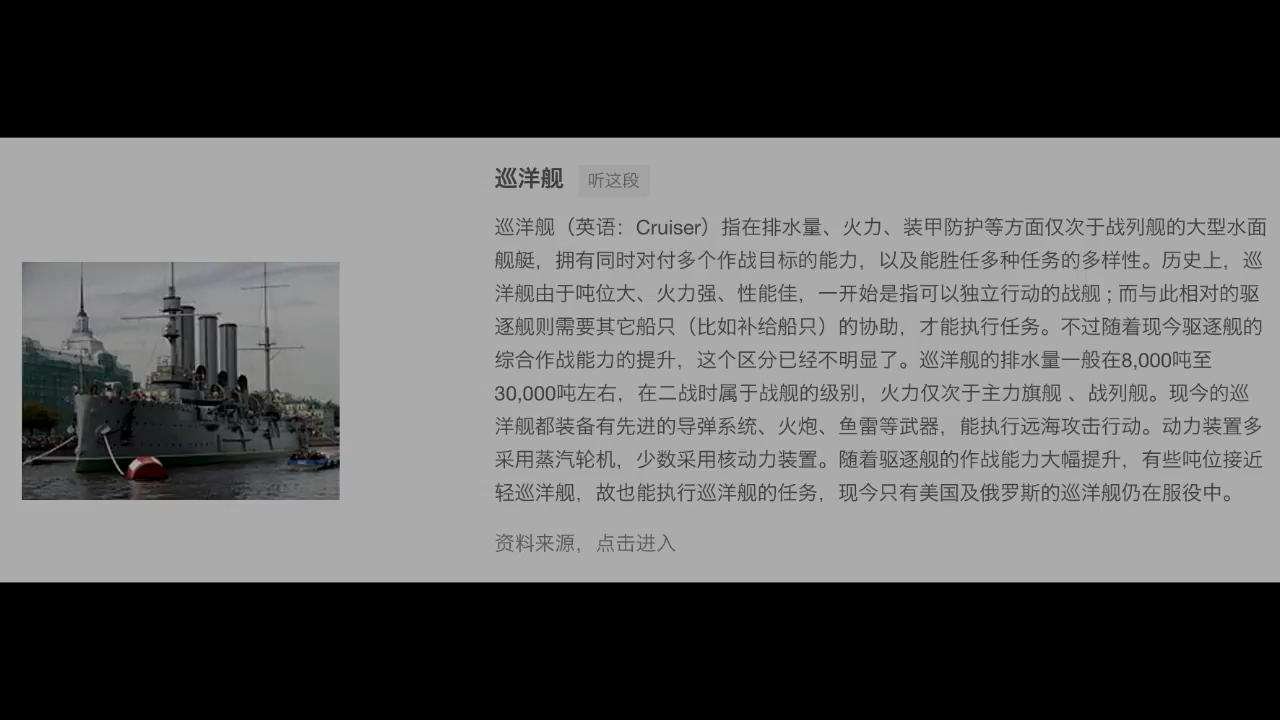 巡洋舰 听这段
巡洋舰（英语：Cruiser）指在排水量、火力、装甲防护等方面仅次于战列舰的大型水面
舰艇，拥有同时对付多个作战目标的能力，以及能胜任多种任务的多样性。历史上，巡
洋舰由于吨位大、火力强、性能佳，一开始是指可以独立行动的战舰；而与此相对的驱
逐舰则需要其它船只（比如补给船只）的协助，才能执行任务。不过随着现今驱逐舰的
综合作战能力的提升，这个区分已经不明显了。巡洋舰的排水量一般在8,000吨至
30,000吨左右，在二战时属于战舰的级别，火力仅次于主力旗舰 、战列舰。现今的巡
洋舰都装备有先进的导弹系统、火炮、鱼雷等武器，能执行远海攻击行动。动力装置多
采用蒸汽轮机，少数采用核动力装置。随着驱逐舰的作战能力大幅提升，有些吨位接近
轻巡洋舰，故也能执行巡洋舰的任务，现今只有美国及俄罗斯的巡洋舰仍在服役中。
资料来源，点击进入